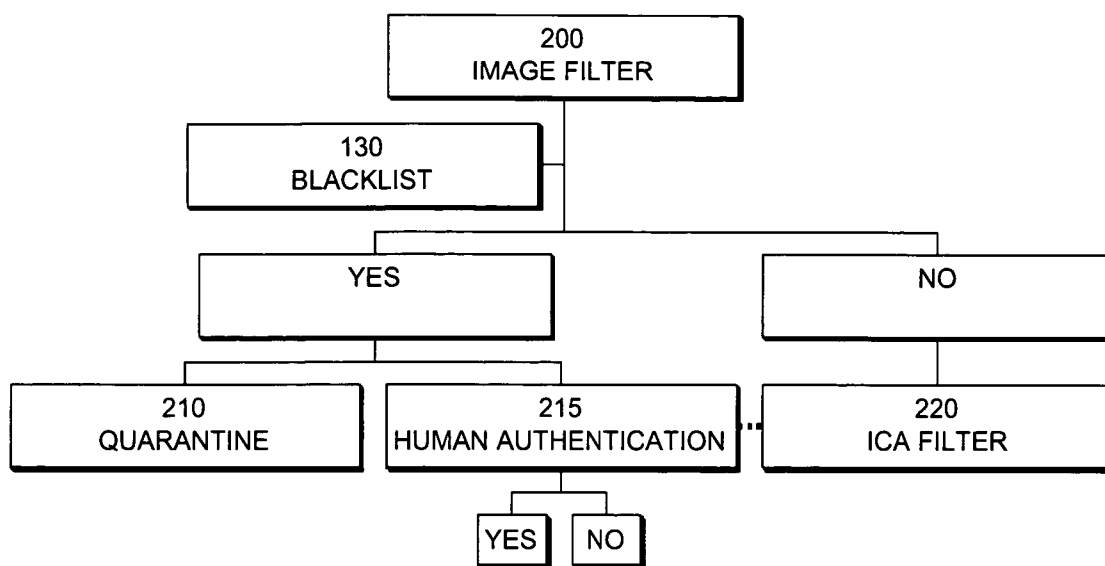 200
IMAGE FILTER
130
BLACKLIST
YES
NO
210
QUARANTINE
215
HUMAN AUTHENTICATION
220
ICA FILTER
YES
NO